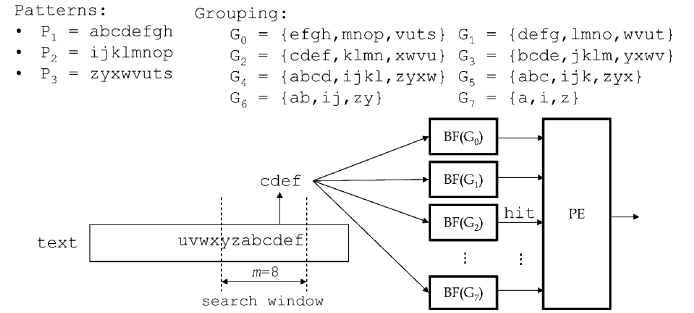 Patterns:
• P1 = abcdefgh
• P2 = ijklmnop
• P3 = zyxwvuts
Grouping:
G0 = {efgh,mnop,vuts} G1 = {defg,lmno,wvut}
G2 = {cdef,klmn,xwvu} G3 = {bcde,jklm,yxwv}
G4 = {abcd,ijkl,zyxw} G5 = {abc,ijk,zyx}
G6 = {ab,ij,zy} G7 = {a,i,z}
BF(G0)
cdef
BF(G1)
BF(G2)
hit
PE
text
uvwxyzabcdef
⋮ ⋮
m=8
BF(G7)
search window